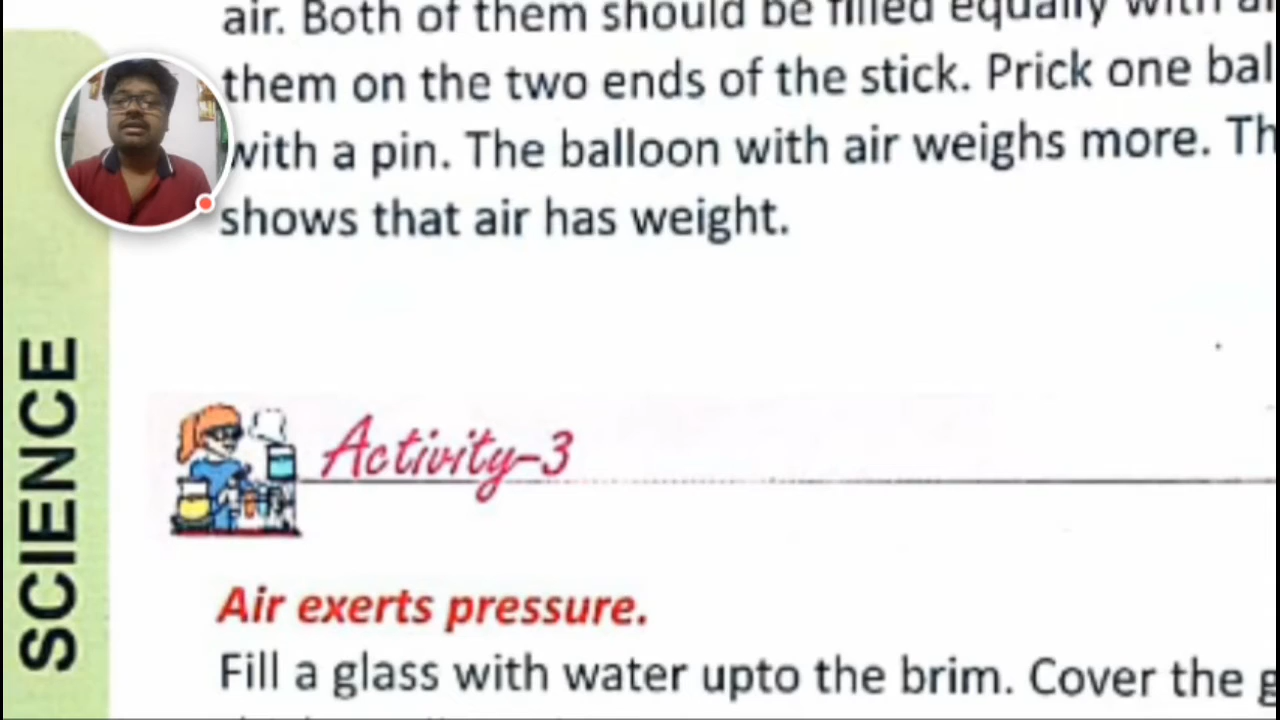 air. Both of them should be filled equally with
them on the two ends of the stick. Prick one
with a pin. The balloon with air weighs more.
shows that air has weight.
SCIENCE
Activity-3
Air exerts pressure.
Fill a glass with water upto the brim. Cover the